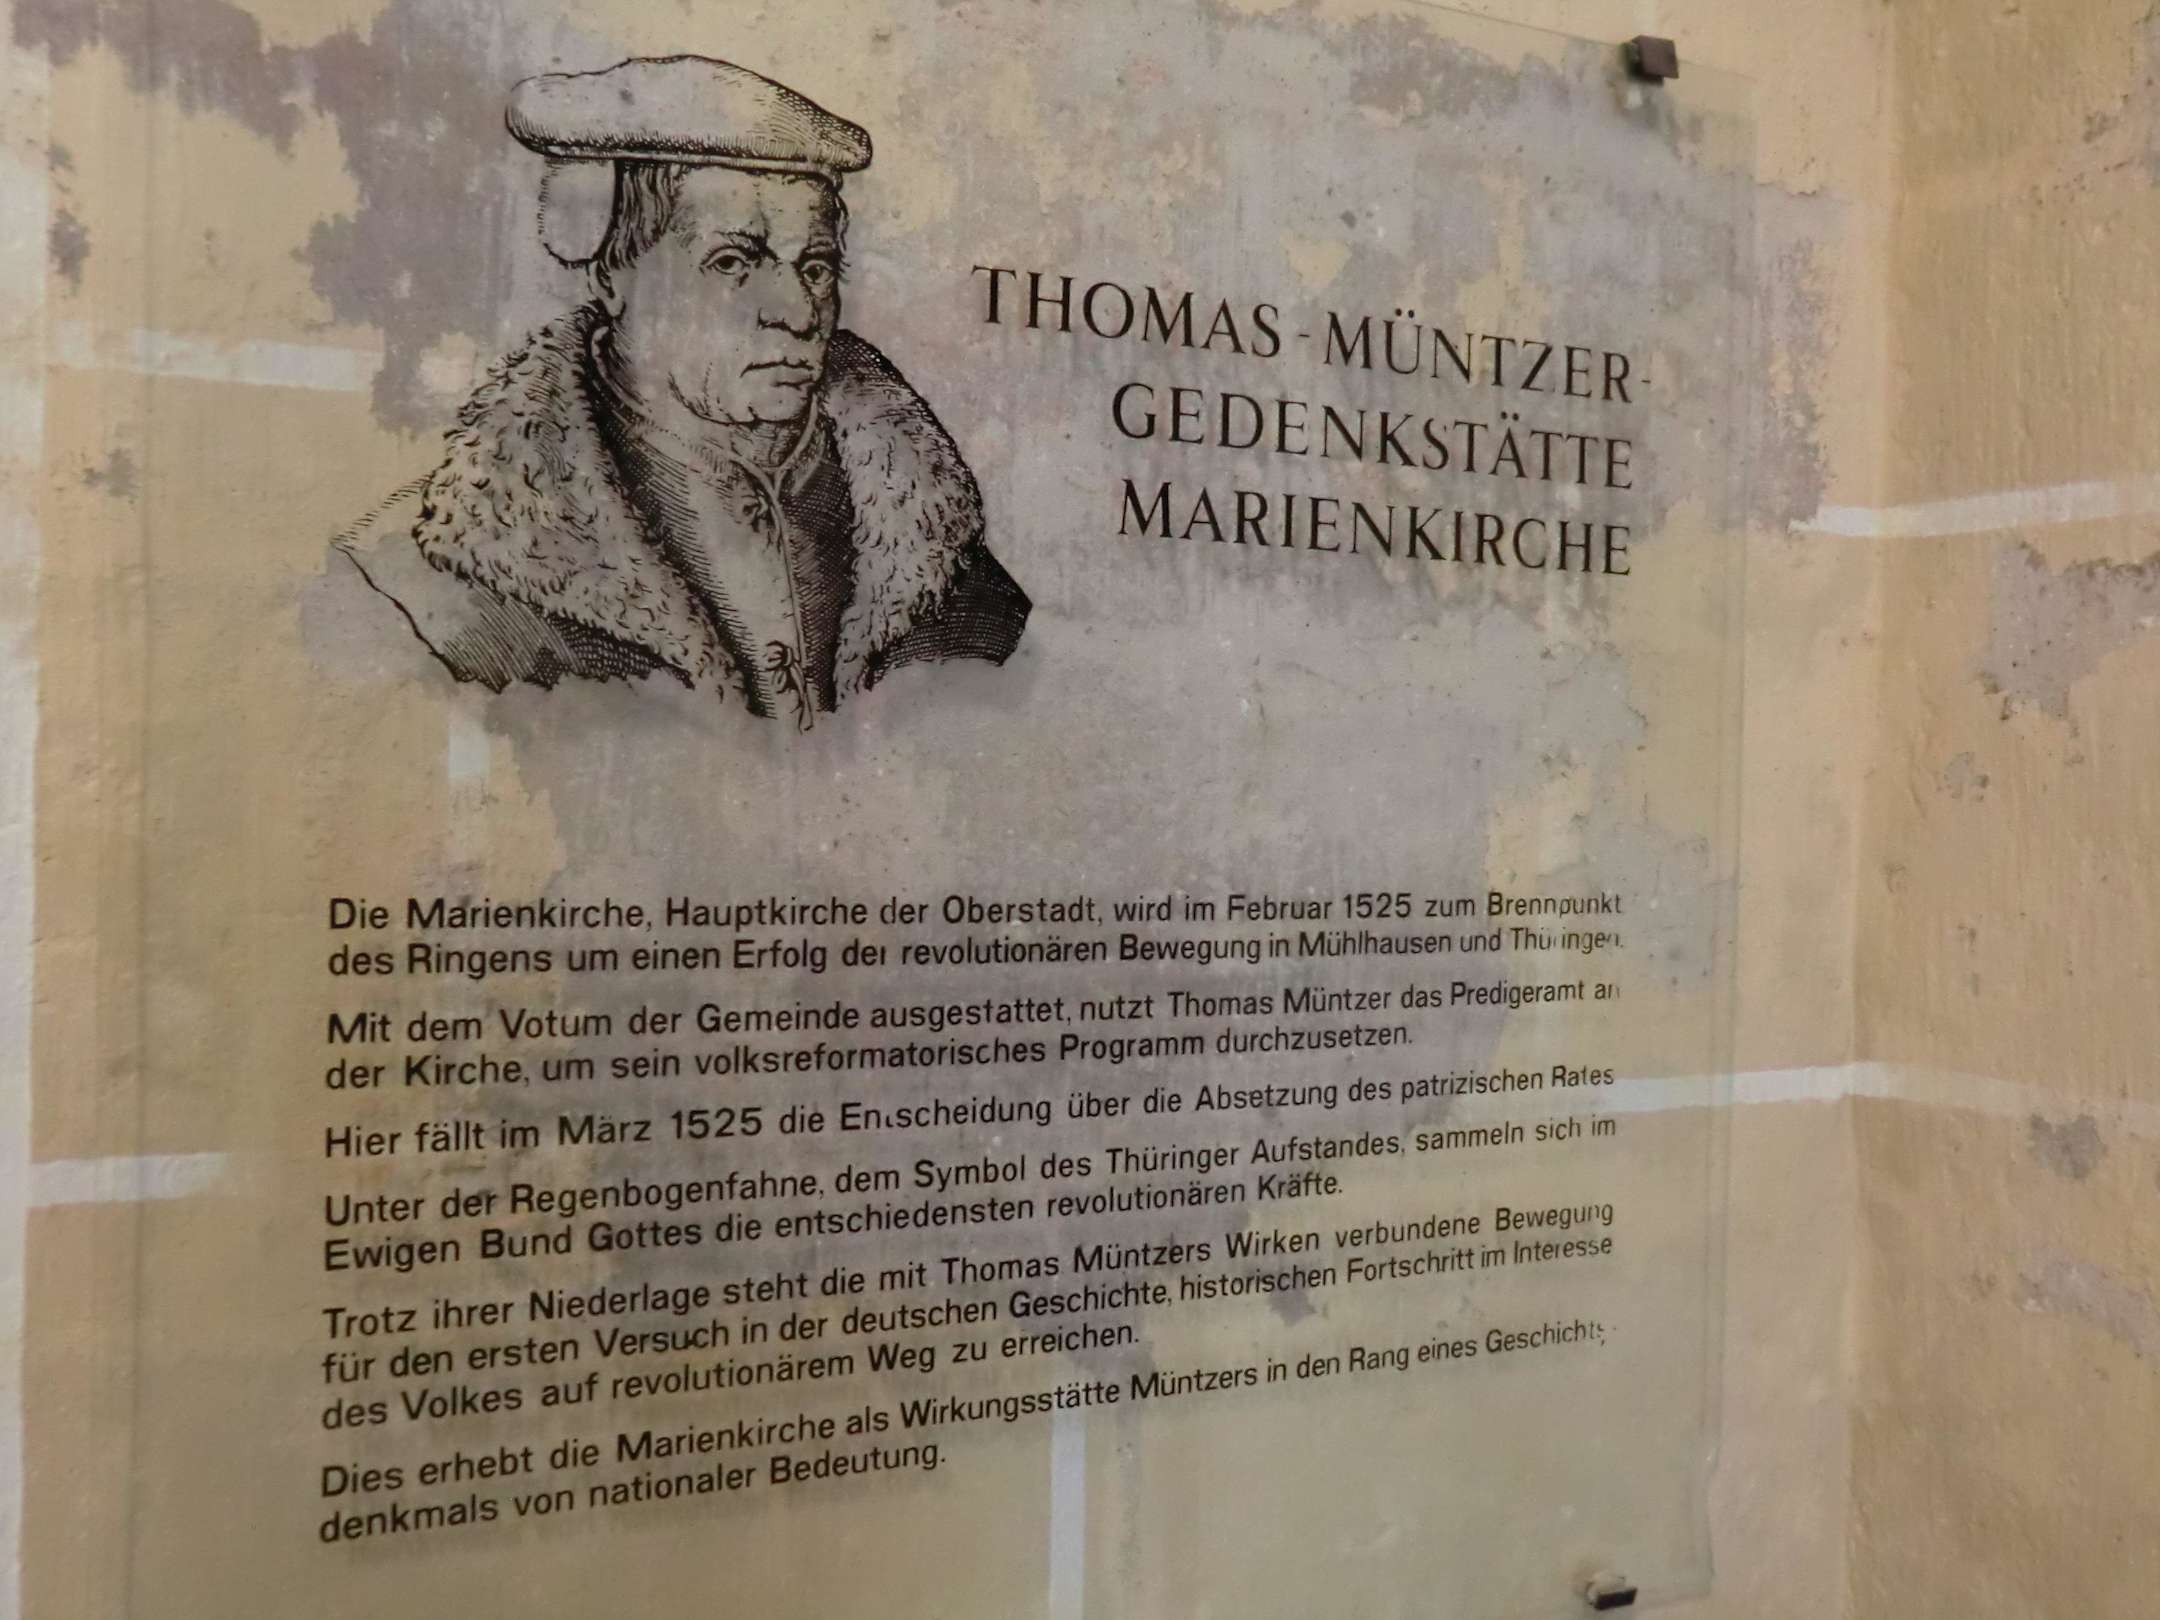 THOMAS-MÜNTZER-
GEDENKSTÄTTE
MARIENKIRCHE
Die Marienkirche, Hauptkirche der Oberstadt, wird im Februar 1525 zum Brennpunkt
des Ringens um einen Erfolg der revolutionären Bewegung in Mühlhausen und Thüringen.
Mit dem Votum der Gemeinde ausgestattet, nutzt Thomas Müntzer das Predigeramt an
der Kirche, um sein volksreformatorisches Programm durchzusetzen.
Hier fällt im März 1525 die Entscheidung über die Absetzung des patrizischen Rates
Unter der Regenbogenfahne, dem Symbol des Thüringer Aufstandes, sammeln sich im
Ewigen Bund Gottes die entschiedensten revolutionären Kräfte.
Trotz ihrer Niederlage steht die mit Thomas Müntzers Wirken verbundene Bewegung
für den ersten Versuch in der deutschen Geschichte, historischen Fortschritt im Interesse
des Volkes auf revolutionärem Weg zu erreichen.
Dies erhebt die Marienkirche als Wirkungsstätte Müntzers in den Rang eines Geschichts-
denkmals von nationaler Bedeutung.